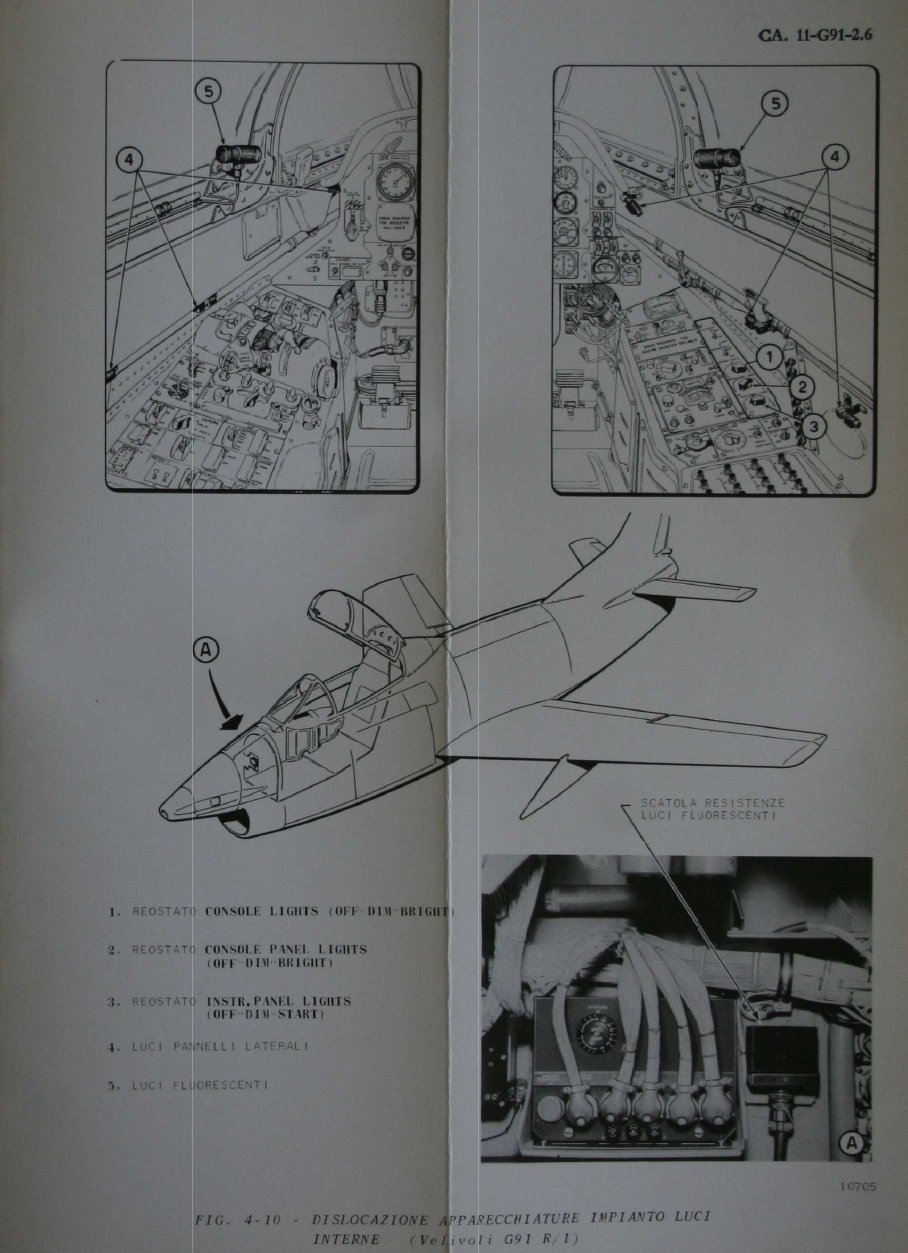 CA. 11-G91-2.6
5
4
5
4
1
2
3
A
SCATOLA RESISTENZE
LUCI FLUORESCENTI
1. REOSTATO CONSOLE LIGHTS (OFF-DIM-BRIGHT)
2. REOSTATO CONSOLE PANEL LIGHTS
(OFF-DIM-BRIGHT)
3. REOSTATO INSTR. PANEL LIGHTS
(OFF-DIM-START)
4. LUCI PANNELLI LATERALI
5. LUCI FLUORESCENTI
A
10705
FIG. 4-10 - DISLOCAZIONE APPARECCHIATURE IMPIANTO LUCI
INTERNE (Velivoli G91 R/1)